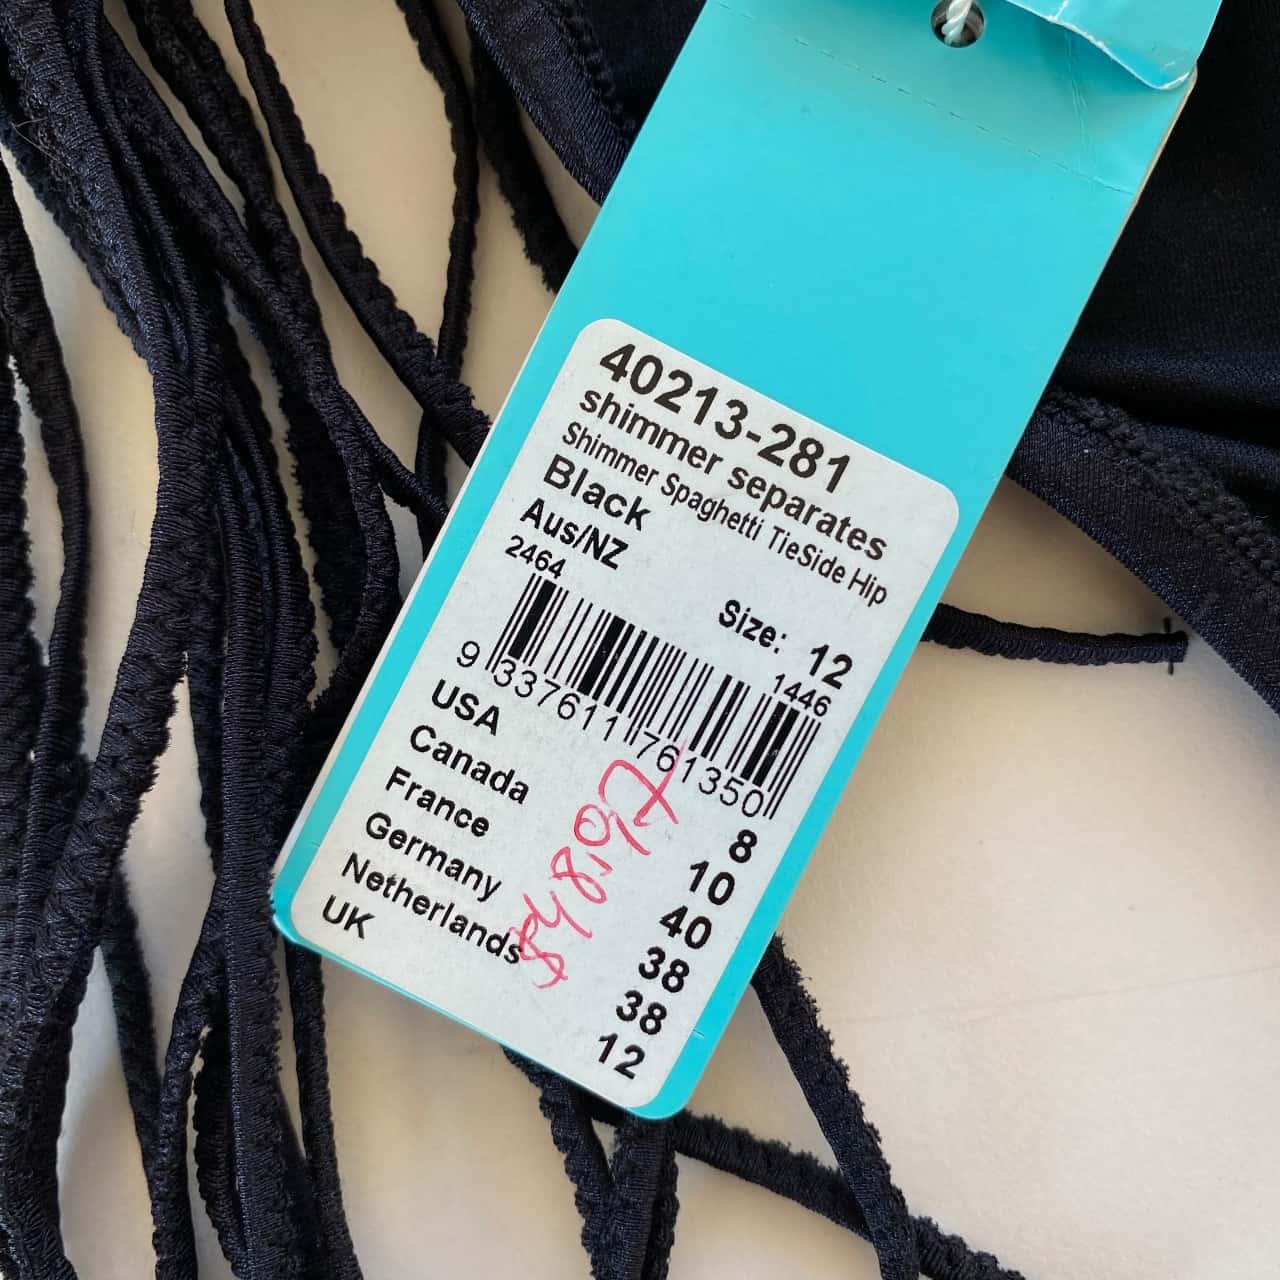 40213-281
shimmer separates
Shimmer Spaghetti TieSide Hip
Black
Aus/NZ Size: 12
2464 1446
9 337611 761350
USA 8
Canada 10
France 40
Germany 38
Netherlands 38
UK 12
$48.97